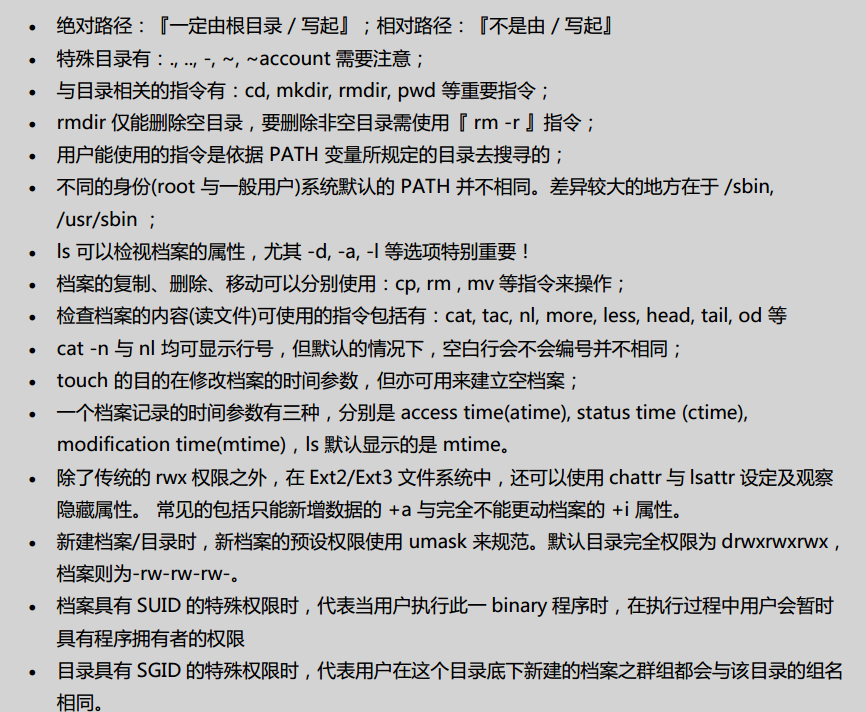 • 绝对路径：『一定由根目录 / 写起』；相对路径：『不是由 / 写起』
• 特殊目录有：., .., -, ~, ~account 需要注意；
• 与目录相关的指令有：cd, mkdir, rmdir, pwd 等重要指令；
• rmdir 仅能删除空目录，要删除非空目录需使用『 rm -r 』指令；
• 用户能使用的指令是依据 PATH 变量所规定的目录去搜寻的；
• 不同的身份(root 与一般用户)系统默认的 PATH 并不相同。差异较大的地方在于 /sbin,
/usr/sbin ；
• ls 可以检视档案的属性，尤其 -d, -a, -l 等选项特别重要！
• 档案的复制、删除、移动可以分别使用：cp, rm , mv 等指令来操作；
• 检查档案的内容(读文件)可使用的指令包括有：cat, tac, nl, more, less, head, tail, od 等
• cat -n 与 nl 均可显示行号，但默认的情况下，空白行会不会编号并不相同；
• touch 的目的在修改档案的时间参数，但亦可用来建立空档案；
• 一个档案记录的时间参数有三种，分别是 access time(atime), status time (ctime),
modification time(mtime)，ls 默认显示的是 mtime。
• 除了传统的 rwx 权限之外，在 Ext2/Ext3 文件系统中，还可以使用 chattr 与 lsattr 设定及观察
隐藏属性。 常见的包括只能新增数据的 +a 与完全不能更动档案的 +i 属性。
• 新建档案/目录时，新档案的预设权限使用 umask 来规范。默认目录完全权限为 drwxrwxrwx，
档案则为-rw-rw-rw-。
• 档案具有 SUID 的特殊权限时，代表当用户执行此一 binary 程序时，在执行过程中用户会暂时
具有程序拥有者的权限
• 目录具有 SGID 的特殊权限时，代表用户在这个目录底下新建的档案之群组都会与该目录的组名
相同。